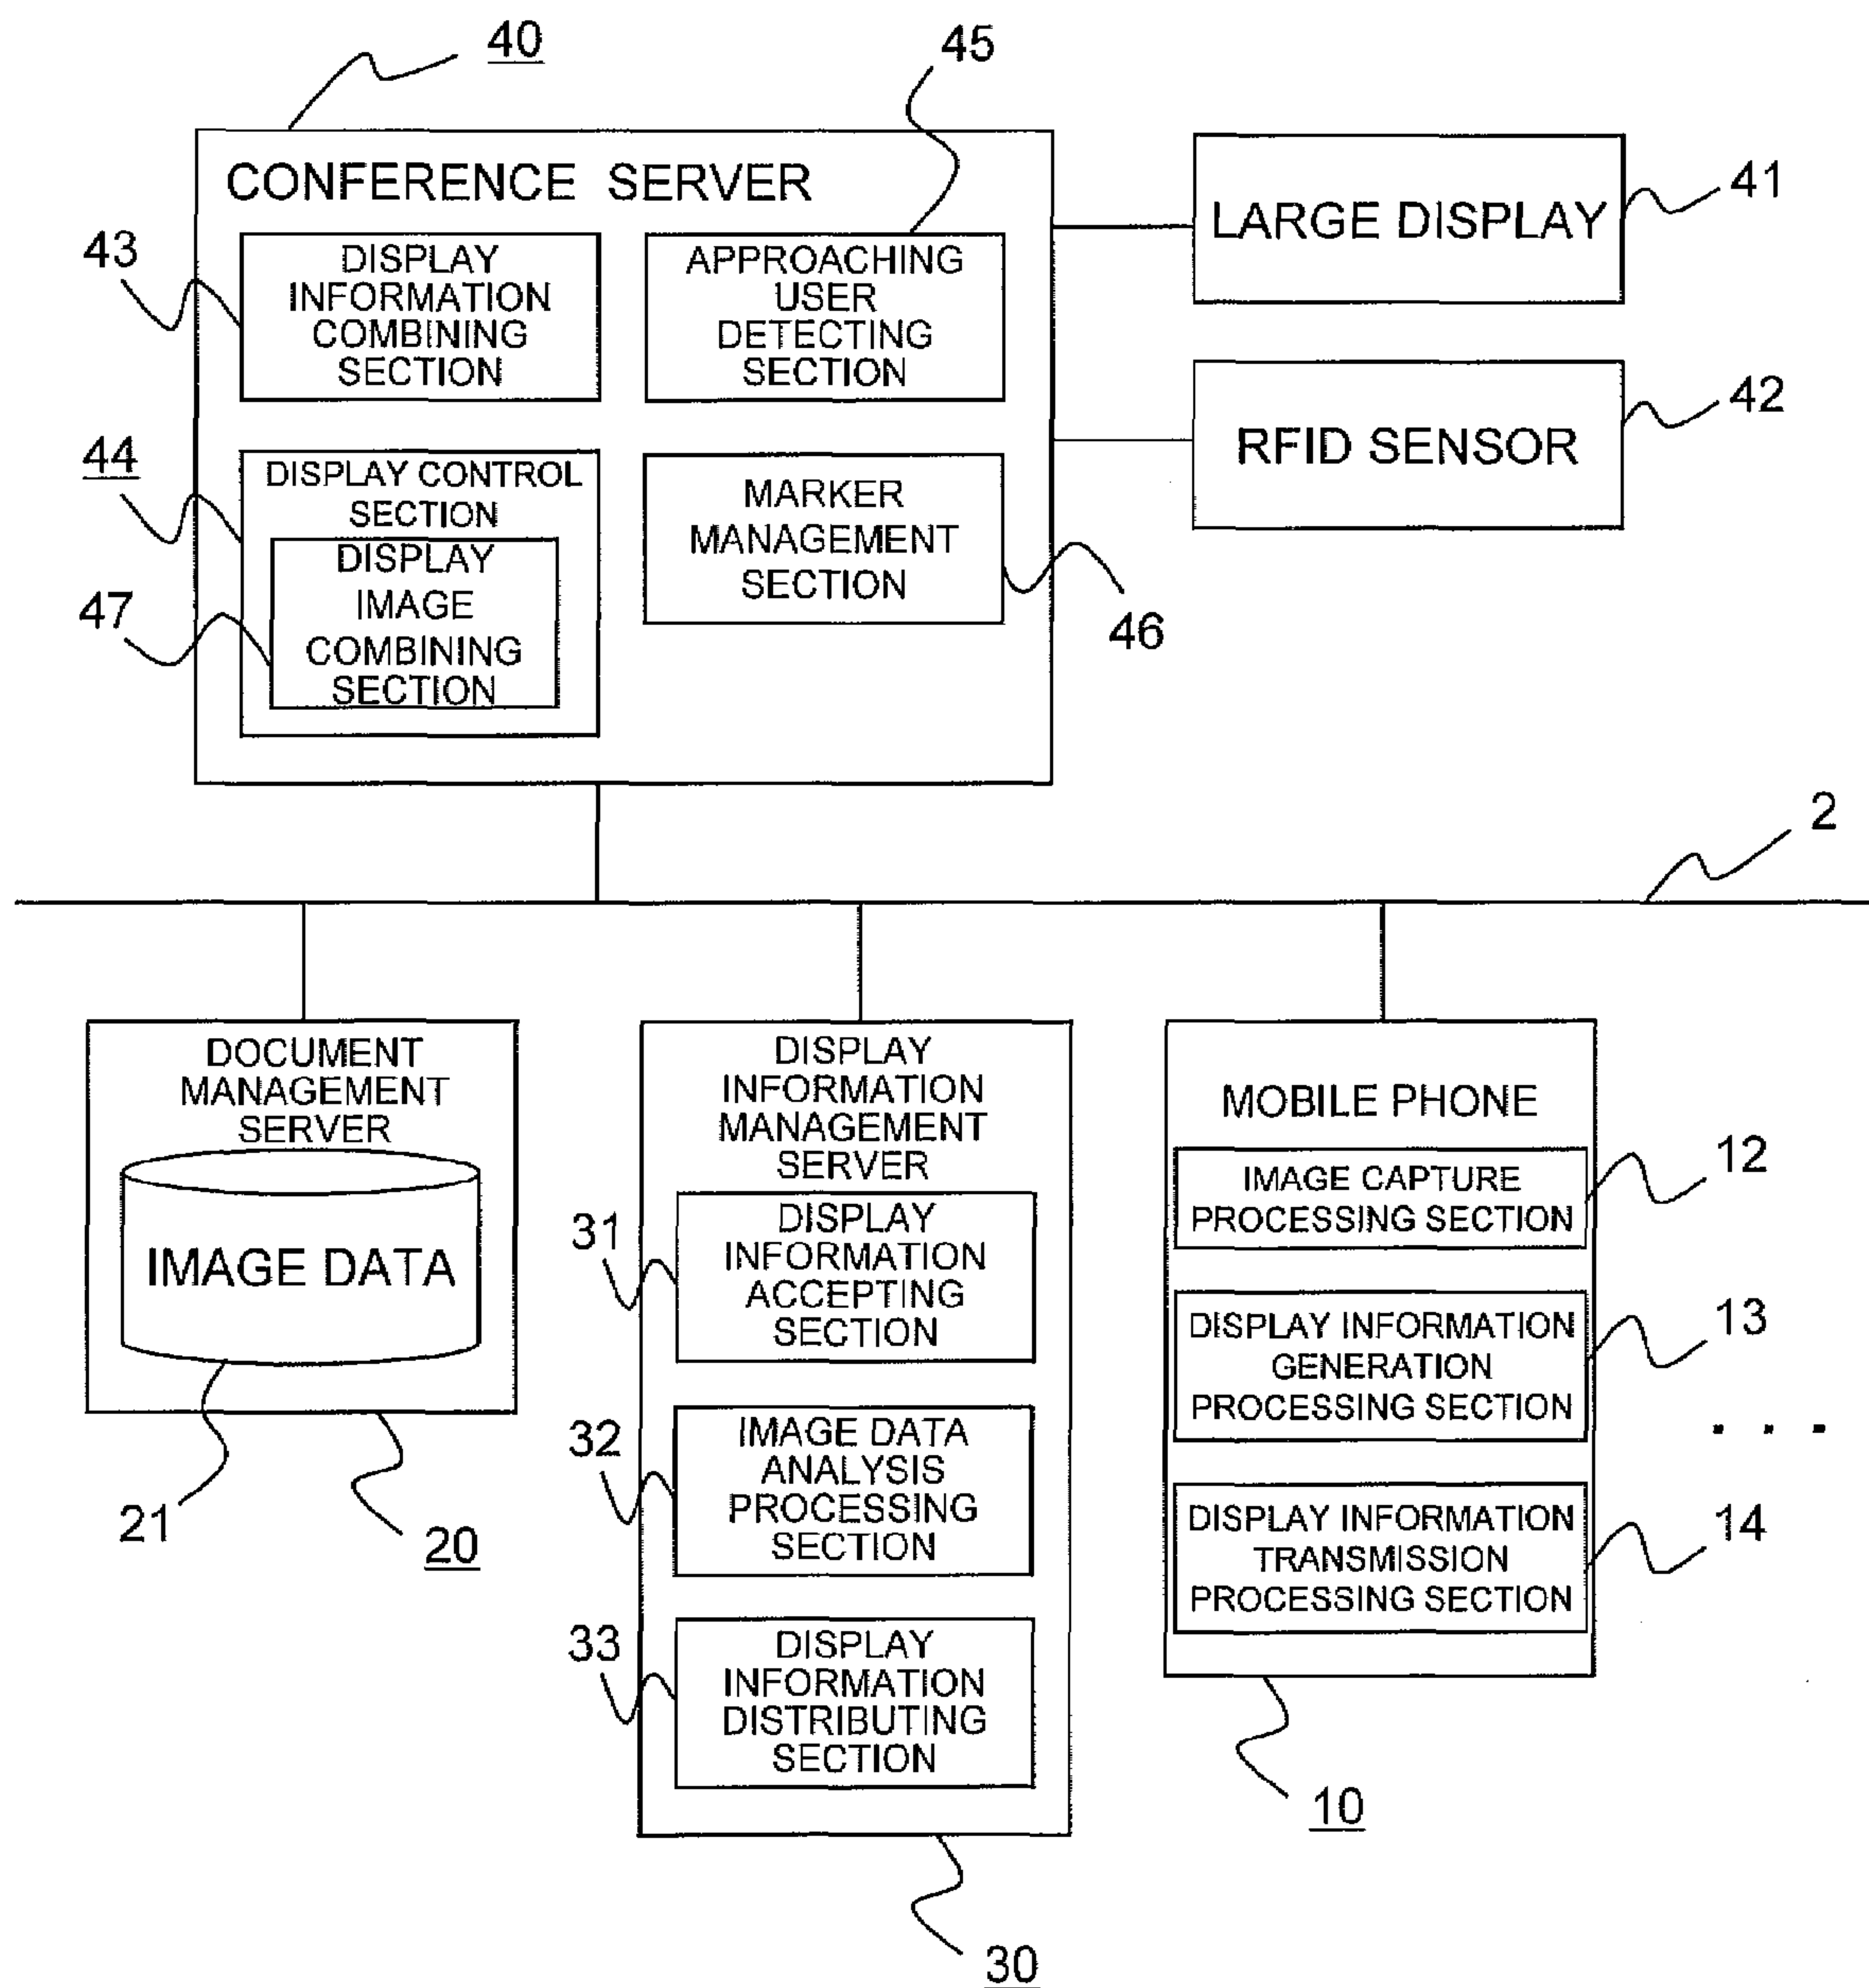 40
45
CONFERENCE SERVER
43
DISPLAY
INFORMATION
COMBINING
SECTION
APPROACHING
USER
DETECTING
SECTION
LARGE DISPLAY
41
RFID SENSOR
42
44
DISPLAY CONTROL
SECTION
47
DISPLAY
IMAGE
COMBINING
SECTION
MARKER
MANAGEMENT
SECTION
46
2
DOCUMENT
MANAGEMENT
SERVER
IMAGE DATA
21
20
DISPLAY
INFORMATION
MANAGEMENT
SERVER
31
DISPLAY
INFORMATION
ACCEPTING
SECTION
32
IMAGE DATA
ANALYSIS
PROCESSING
SECTION
33
DISPLAY
INFORMATION
DISTRIBUTING
SECTION
30
MOBILE PHONE
IMAGE CAPTURE
PROCESSING SECTION
12
DISPLAY INFORMATION
GENERATION
PROCESSING SECTION
13
. . .
DISPLAY INFORMATION
TRANSMISSION
PROCESSING SECTION
14
10